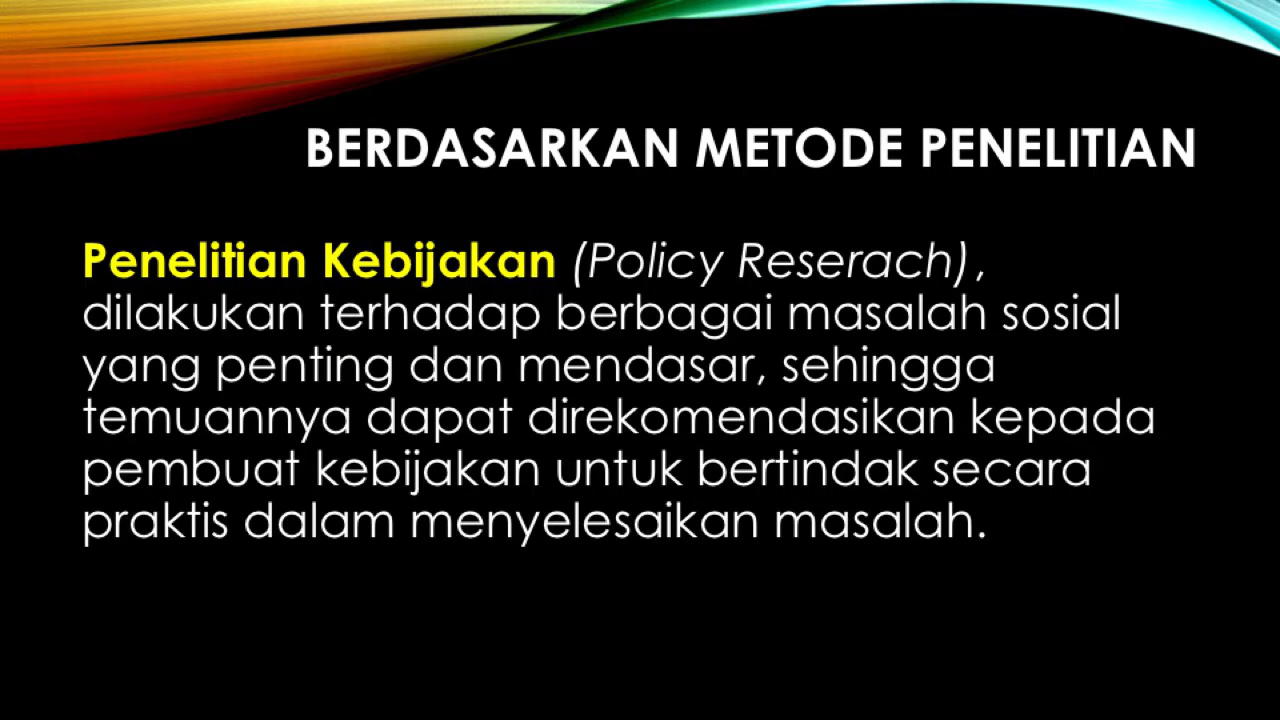 BERDASARKAN METODE PENELITIAN
Penelitian Kebijakan (Policy Reserach),
dilakukan terhadap berbagai masalah sosial
yang penting dan mendasar, sehingga
temuannya dapat direkomendasikan kepada
pembuat kebijakan untuk bertindak secara
praktis dalam menyelesaikan masalah.